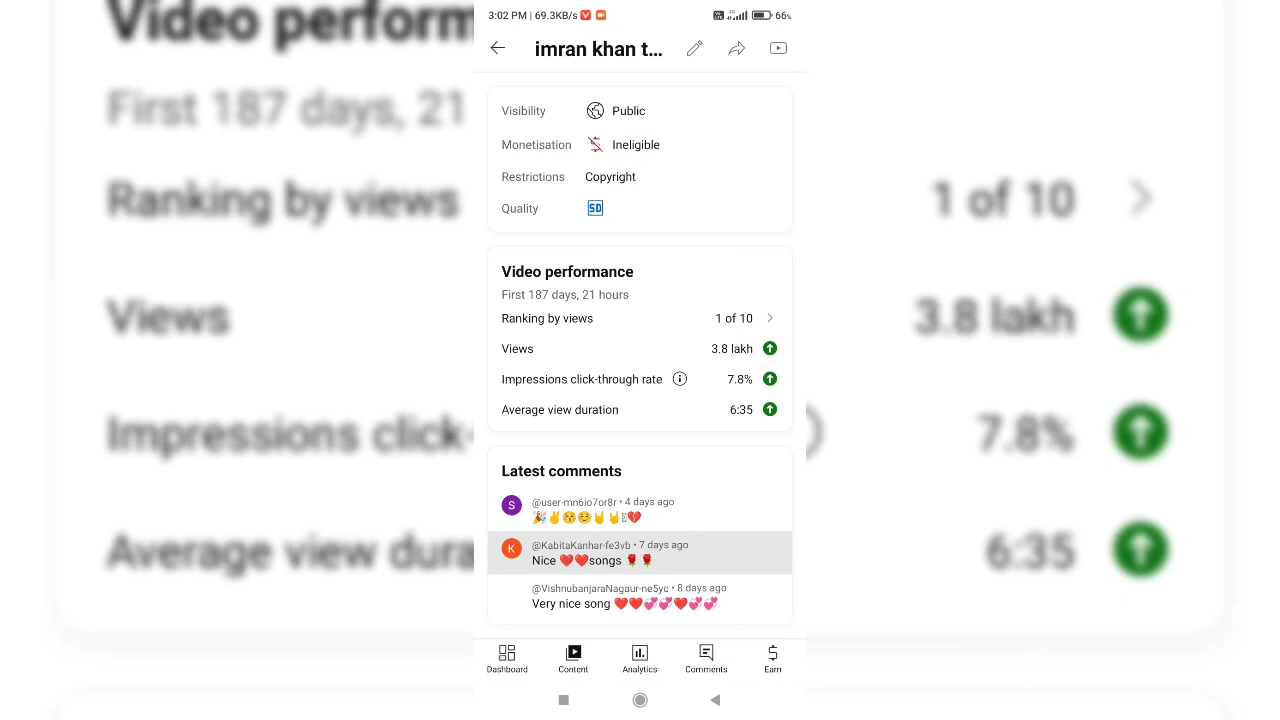 3:02 PM | 69.3KB/s
4G
66%
imran khan t...
Visibility Public
Monetisation Ineligible
Restrictions Copyright
Quality SD
Video performance
First 187 days, 21 hours
Ranking by views 1 of 10
Views 3.8 lakh
Impressions click-through rate 7.8%
Average view duration 6:35
Latest comments
S
@user-mn6io7or8r • 4 days ago
🎉✌😚☺🤘🤘💔
K
@KabitaKanhar-fe3vb • 7 days ago
Nice ❤️❤️songs 🌹🌹
@VishnubanjaraNagaur-ne5yc • 8 days ago
Very nice song ❤️❤️💞💞❤️💞💞
Dashboard Content Analytics Comments Earn
Video perform
First 187 days, 21
Ranking by views 1 of 10
Views 3.8 lakh
Impressions click- 7.8%
Average view dura 6:35